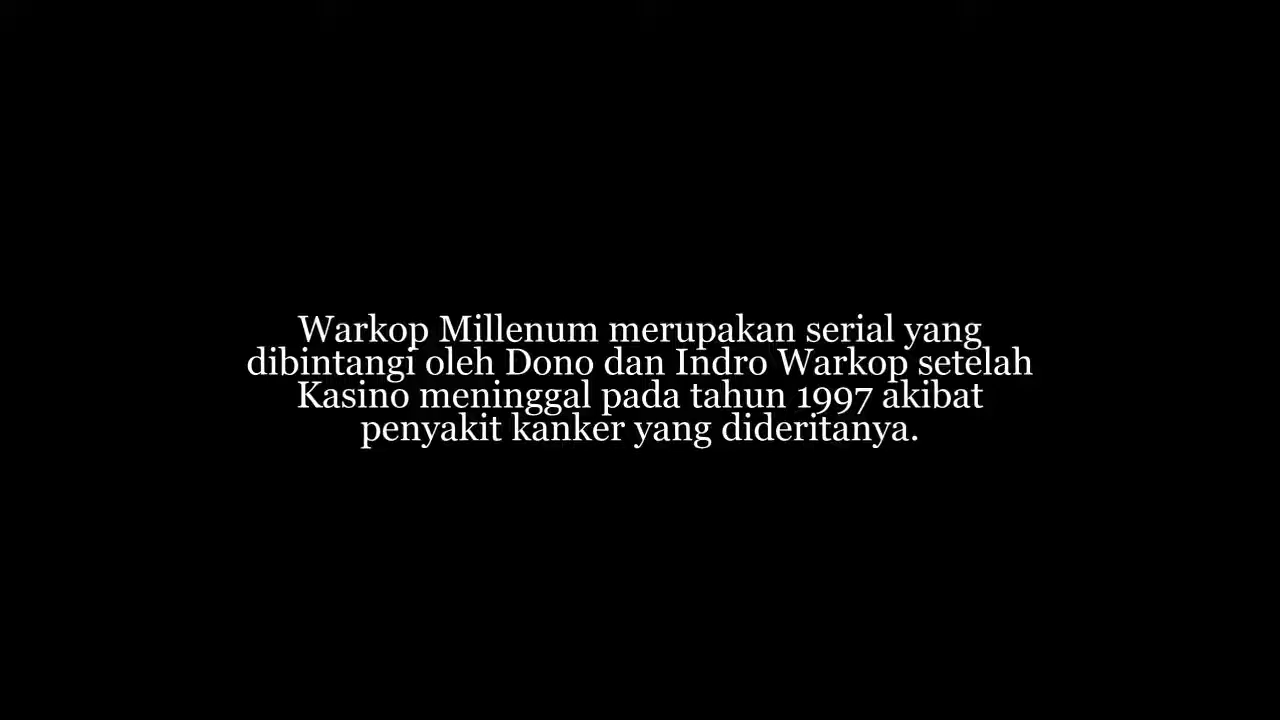 Warkop Millenum merupakan serial yang
dibintangi oleh Dono dan Indro Warkop setelah
Kasino meninggal pada tahun 1997 akibat
penyakit kanker yang dideritanya.